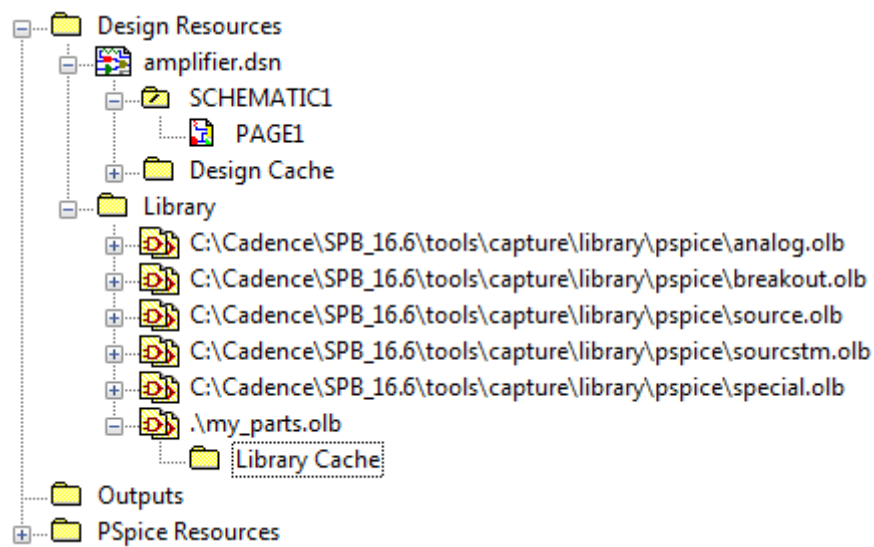 Design Resources
amplifier.dsn
SCHEMATIC1
PAGE1
Design Cache
Library
C:\Cadence\SPB_16.6\tools\capture\library\pspice\analog.olb
C:\Cadence\SPB_16.6\tools\capture\library\pspice\breakout.olb
C:\Cadence\SPB_16.6\tools\capture\library\pspice\source.olb
C:\Cadence\SPB_16.6\tools\capture\library\pspice\sourcstm.olb
C:\Cadence\SPB_16.6\tools\capture\library\pspice\special.olb
.\my_parts.olb
Library Cache
Outputs
PSpice Resources